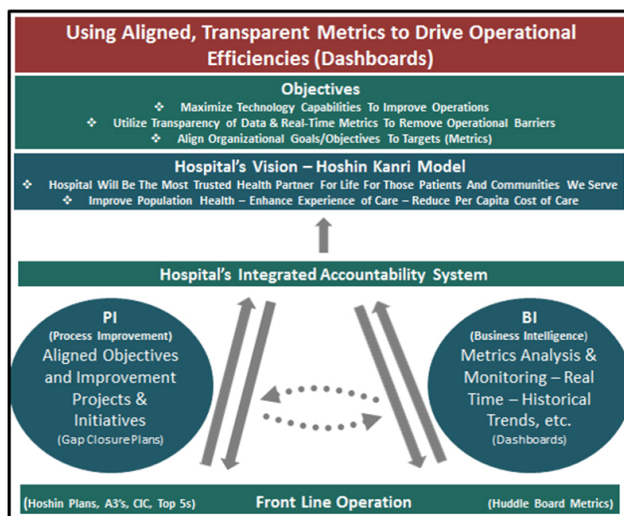 Using Aligned, Transparent Metrics to Drive Operational
Efficiencies (Dashboards)
Objectives
❖ Maximize Technology Capabilities To Improve Operations
❖ Utilize Transparency of Data & Real-Time Metrics To Remove Operational Barriers
❖ Align Organizational Goals/Objectives To Targets (Metrics)
Hospital's Vision – Hoshin Kanri Model
❖ Hospital Will Be The Most Trusted Health Partner For Life For Those Patients And Communities We Serve
❖ Improve Population Health – Enhance Experience of Care – Reduce Per Capita Cost of Care
Hospital's Integrated Accountability System
PI
(Process Improvement)
Aligned Objectives
and Improvement
Projects &
Initiatives
(Gap Closure Plans)
BI
(Business Intelligence)
Metrics Analysis &
Monitoring – Real
Time – Historical
Trends, etc.
(Dashboards)
(Hoshin Plans, A3's, CIC, Top 5s)
Front Line Operation
(Huddle Board Metrics)